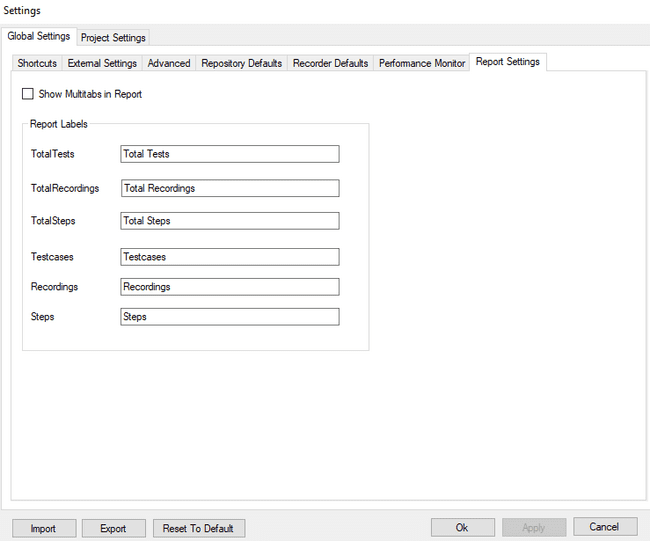 Settings
Global Settings Project Settings
Shortcuts External Settings Advanced Repository Defaults Recorder Defaults Performance Monitor Report Settings
Show Multitabs in Report
Report Labels
TotalTests Total Tests
TotalRecordings Total Recordings
TotalSteps Total Steps
Testcases Testcases
Recordings Recordings
Steps Steps
Import Export Reset To Default Ok Apply Cancel